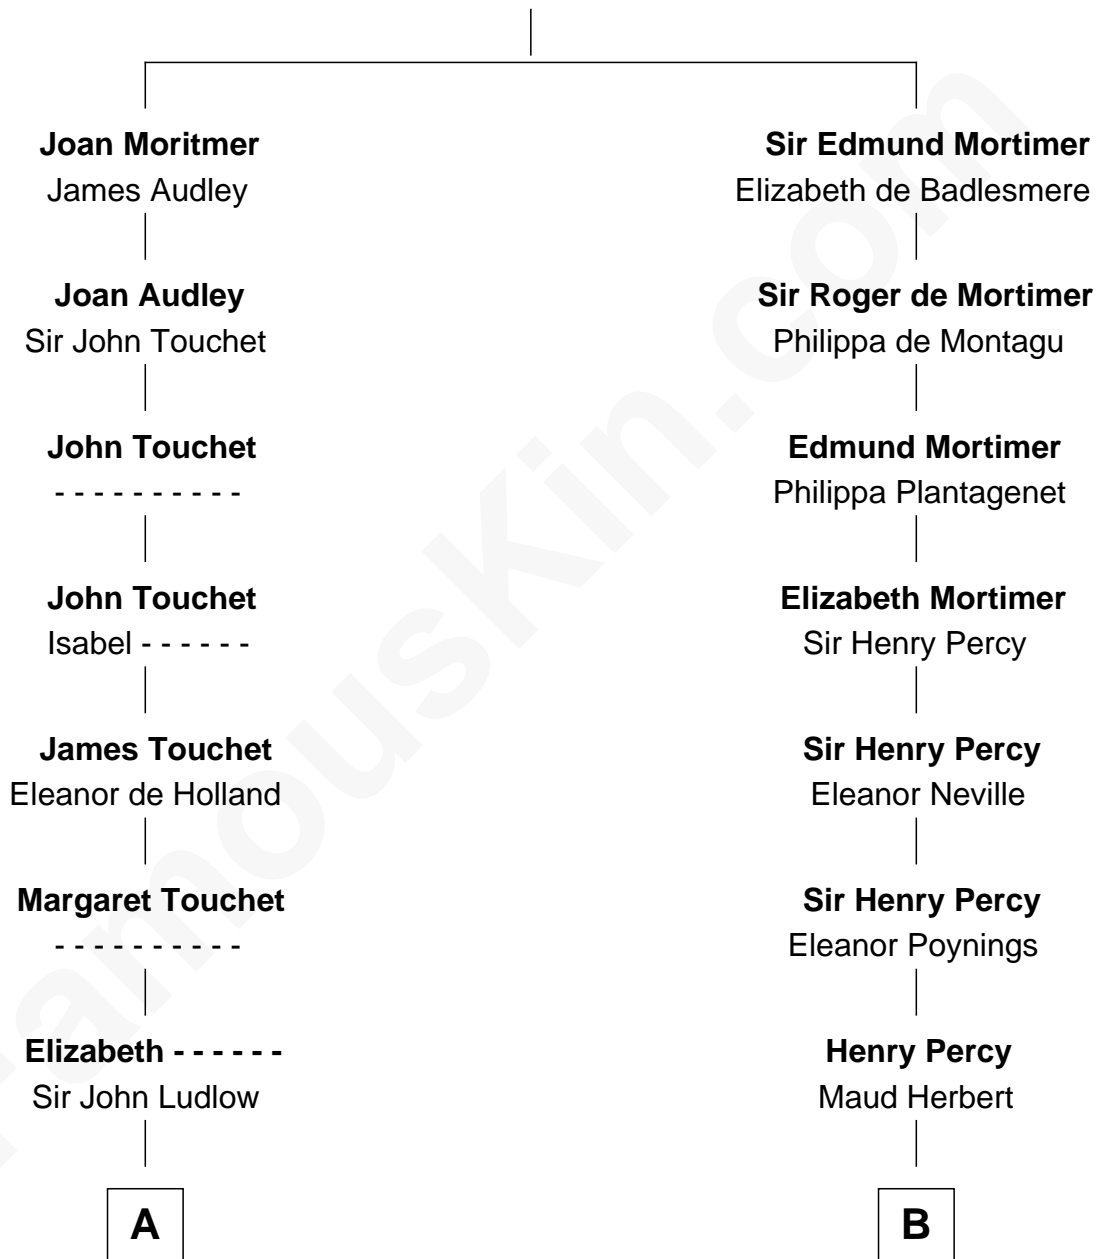 Joan Moritmer
James Audley
Joan Audley
Sir John Touchet
John Touchet
- - - - - - - - - -
John Touchet
Isabel - - - - - -
James Touchet
Eleanor de Holland
Margaret Touchet
- - - - - - - - - -
Elizabeth - - - - - -
Sir John Ludlow
A
Sir Edmund Mortimer
Elizabeth de Badlesmere
Sir Roger de Mortimer
Philippa de Montagu
Edmund Mortimer
Philippa Plantagenet
Elizabeth Mortimer
Sir Henry Percy
Sir Henry Percy
Eleanor Neville
Sir Henry Percy
Eleanor Poynings
Henry Percy
Maud Herbert
B
FamousKin.com